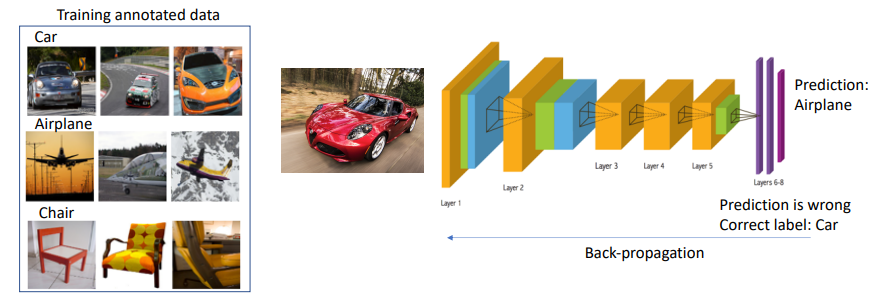 Training annotated data
Car
Airplane
Chair
Layer 1
Layer 2
Layer 3
Layer 4
Layer 5
Layers 6-8
Prediction:
Airplane
Prediction is wrong
Correct label: Car
Back-propagation